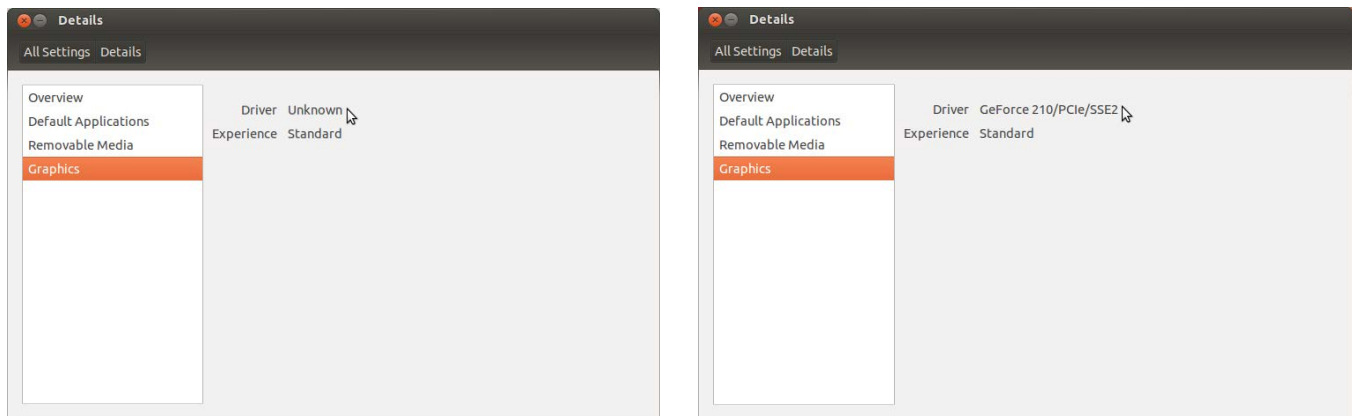 Details
All Settings Details
Overview
Default Applications
Removable Media
Graphics
Driver Unknown
Experience Standard
Details
All Settings Details
Overview
Default Applications
Removable Media
Graphics
Driver GeForce 210/PCIe/SSE2
Experience Standard